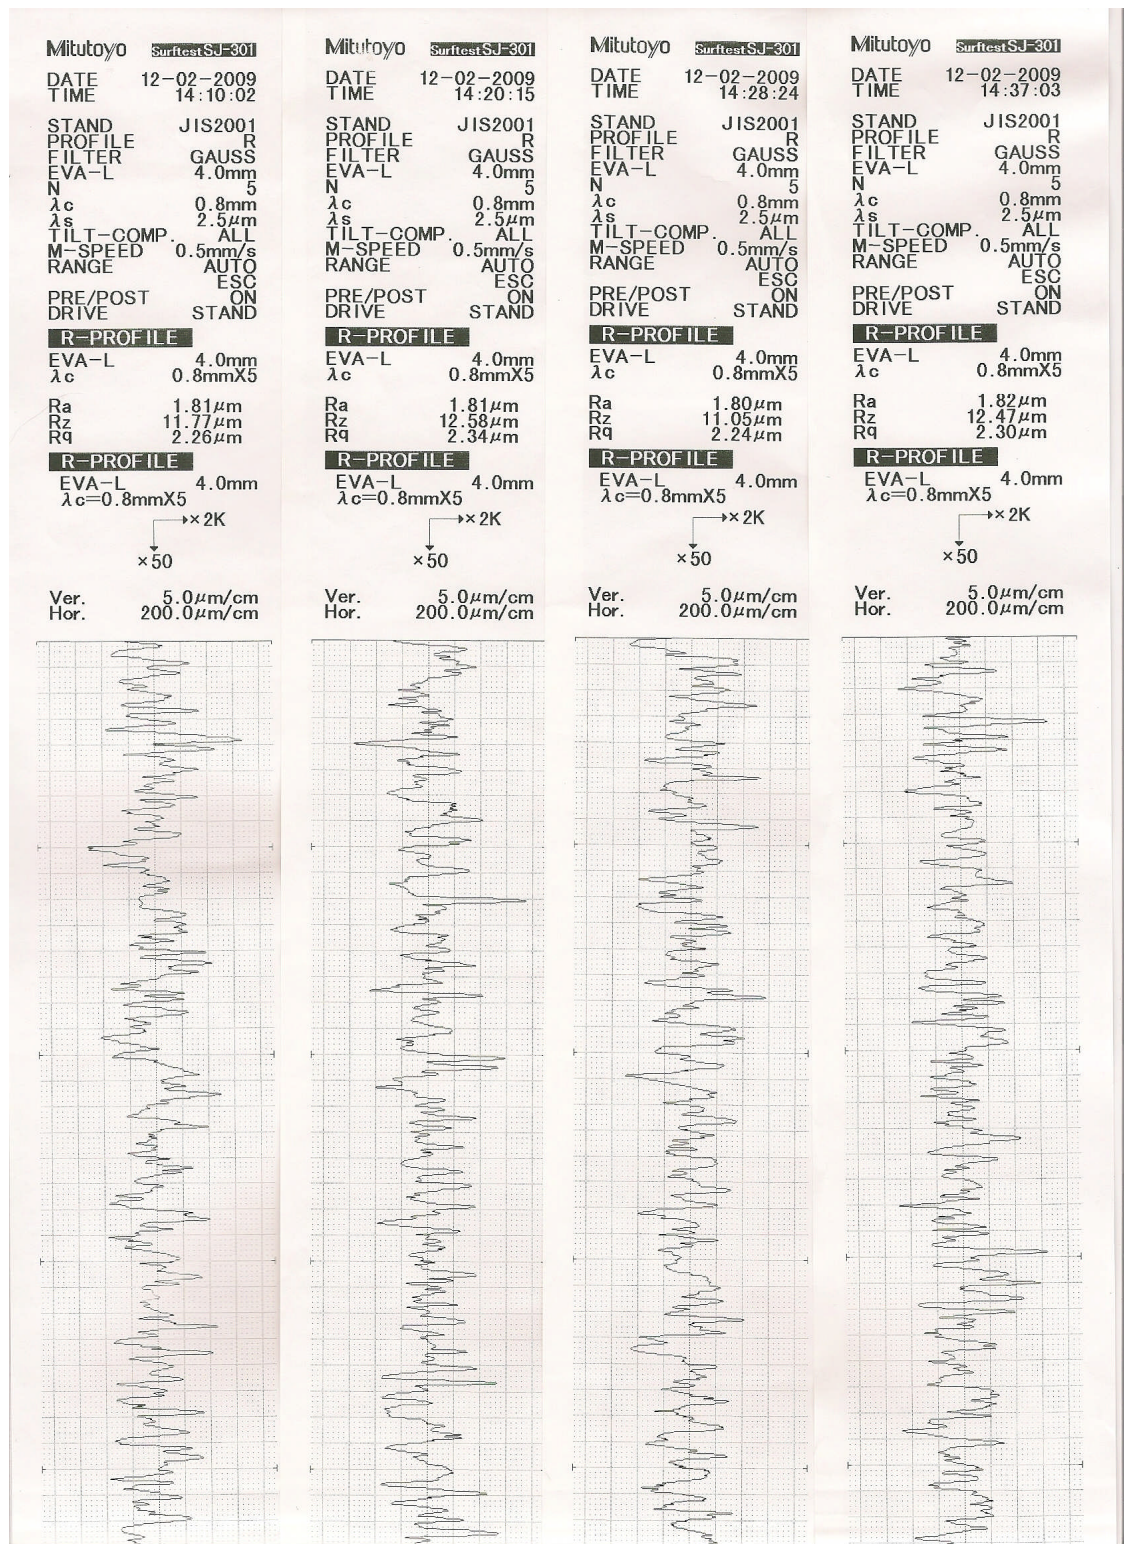 Mitutoyo SurftestSJ-301
DATE 12-02-2009
TIME 14:10:02
STAND JIS2001
PROFILE R
FILTER GAUSS
EVA-L 4.0mm
N 5
λc 0.8mm
λs 2.5μm
TILT-COMP. ALL
M-SPEED 0.5mm/s
RANGE AUTO
ESC
PRE/POST ON
DRIVE STAND
R-PROFILE
EVA-L 4.0mm
λc 0.8mmX5
Ra 1.81μm
Rz 11.77μm
Rq 2.26μm
R-PROFILE
EVA-L 4.0mm
λc=0.8mmX5
×2K
×50
Ver. 5.0μm/cm
Hor. 200.0μm/cm
Mitutoyo SurftestSJ-301
DATE 12-02-2009
TIME 14:20:15
STAND JIS2001
PROFILE R
FILTER GAUSS
EVA-L 4.0mm
N 5
λc 0.8mm
λs 2.5μm
TILT-COMP. ALL
M-SPEED 0.5mm/s
RANGE AUTO
ESC
PRE/POST ON
DRIVE STAND
R-PROFILE
EVA-L 4.0mm
λc 0.8mmX5
Ra 1.81μm
Rz 12.58μm
Rq 2.34μm
R-PROFILE
EVA-L 4.0mm
λc=0.8mmX5
×2K
×50
Ver. 5.0μm/cm
Hor. 200.0μm/cm
Mitutoyo SurftestSJ-301
DATE 12-02-2009
TIME 14:28:24
STAND JIS2001
PROFILE R
FILTER GAUSS
EVA-L 4.0mm
N 5
λc 0.8mm
λs 2.5μm
TILT-COMP. ALL
M-SPEED 0.5mm/s
RANGE AUTO
ESC
PRE/POST ON
DRIVE STAND
R-PROFILE
EVA-L 4.0mm
λc 0.8mmX5
Ra 1.80μm
Rz 11.05μm
Rq 2.24μm
R-PROFILE
EVA-L 4.0mm
λc=0.8mmX5
×2K
×50
Ver. 5.0μm/cm
Hor. 200.0μm/cm
Mitutoyo SurftestSJ-301
DATE 12-02-2009
TIME 14:37:03
STAND JIS2001
PROFILE R
FILTER GAUSS
EVA-L 4.0mm
N 5
λc 0.8mm
λs 2.5μm
TILT-COMP. ALL
M-SPEED 0.5mm/s
RANGE AUTO
ESC
PRE/POST ON
DRIVE STAND
R-PROFILE
EVA-L 4.0mm
λc 0.8mmX5
Ra 1.82μm
Rz 12.47μm
Rq 2.30μm
R-PROFILE
EVA-L 4.0mm
λc=0.8mmX5
×2K
×50
Ver. 5.0μm/cm
Hor. 200.0μm/cm